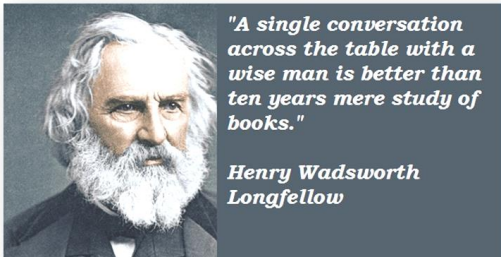 "A single conversation
across the table with a
wise man is better than
ten years mere study of
books."
Henry Wadsworth
Longfellow